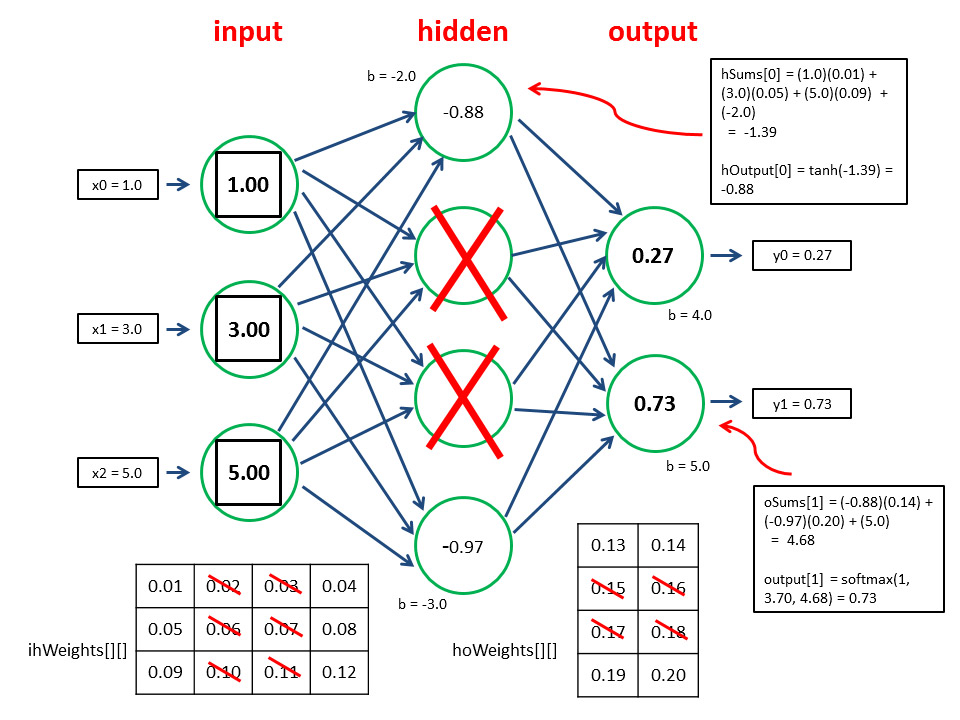 input hidden output
b = -2.0
-0.88
hSums[0] = (1.0)(0.01) +
(3.0)(0.05) + (5.0)(0.09)  +
(-2.0)
=  -1.39
hOutput[0] = tanh(-1.39) =
-0.88
x0 = 1.0
1.00
0.27
y0 = 0.27
b = 4.0
x1 = 3.0
3.00
0.73
y1 = 0.73
b = 5.0
x2 = 5.0
5.00
oSums[1] = (-0.88)(0.14) +
(-0.97)(0.20) + (5.0)
=  4.68
output[1]  = softmax(1,
3.70, 4.68) = 0.73
-0.97
b = -3.0
ihWeights[][]
0.01 0.02 0.03 0.04
0.05 0.06 0.07 0.08
0.09 0.10 0.11 0.12
hoWeights[][]
0.13 0.14
0.15 0.16
0.17 0.18
0.19 0.20